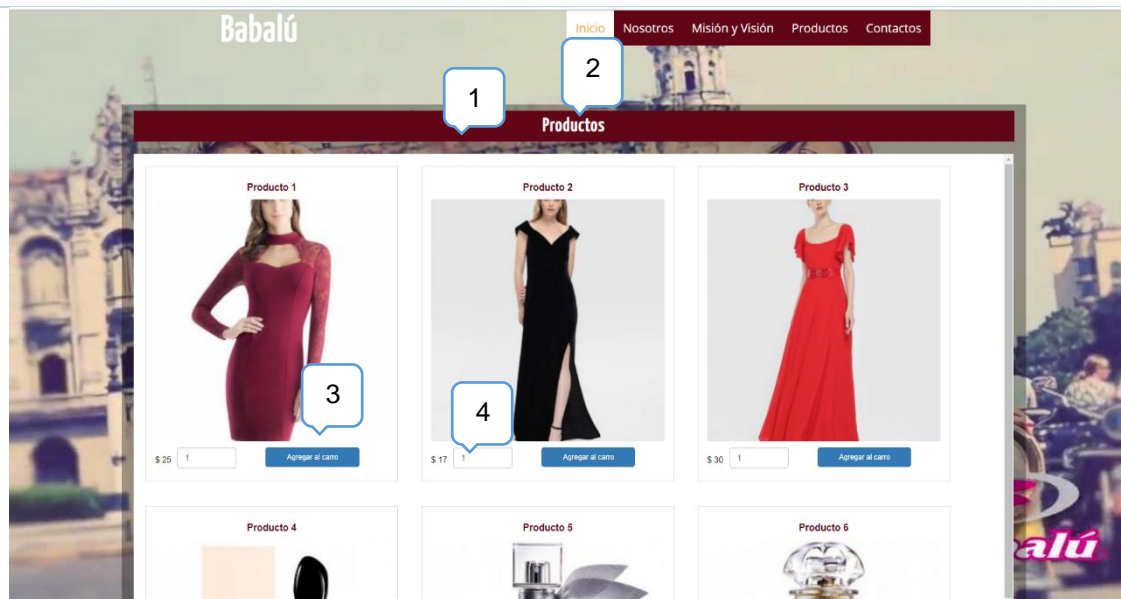 Babalú
Inicio Nosotros Misión y Visión Productos Contactos
2
1
Productos
Producto 1 Producto 2 Producto 3
3
4
$ 25 1 Agregar al carro $ 17 1 Agregar al carro $ 30 1 Agregar al carro
Producto 4 Producto 5 Producto 6
alú